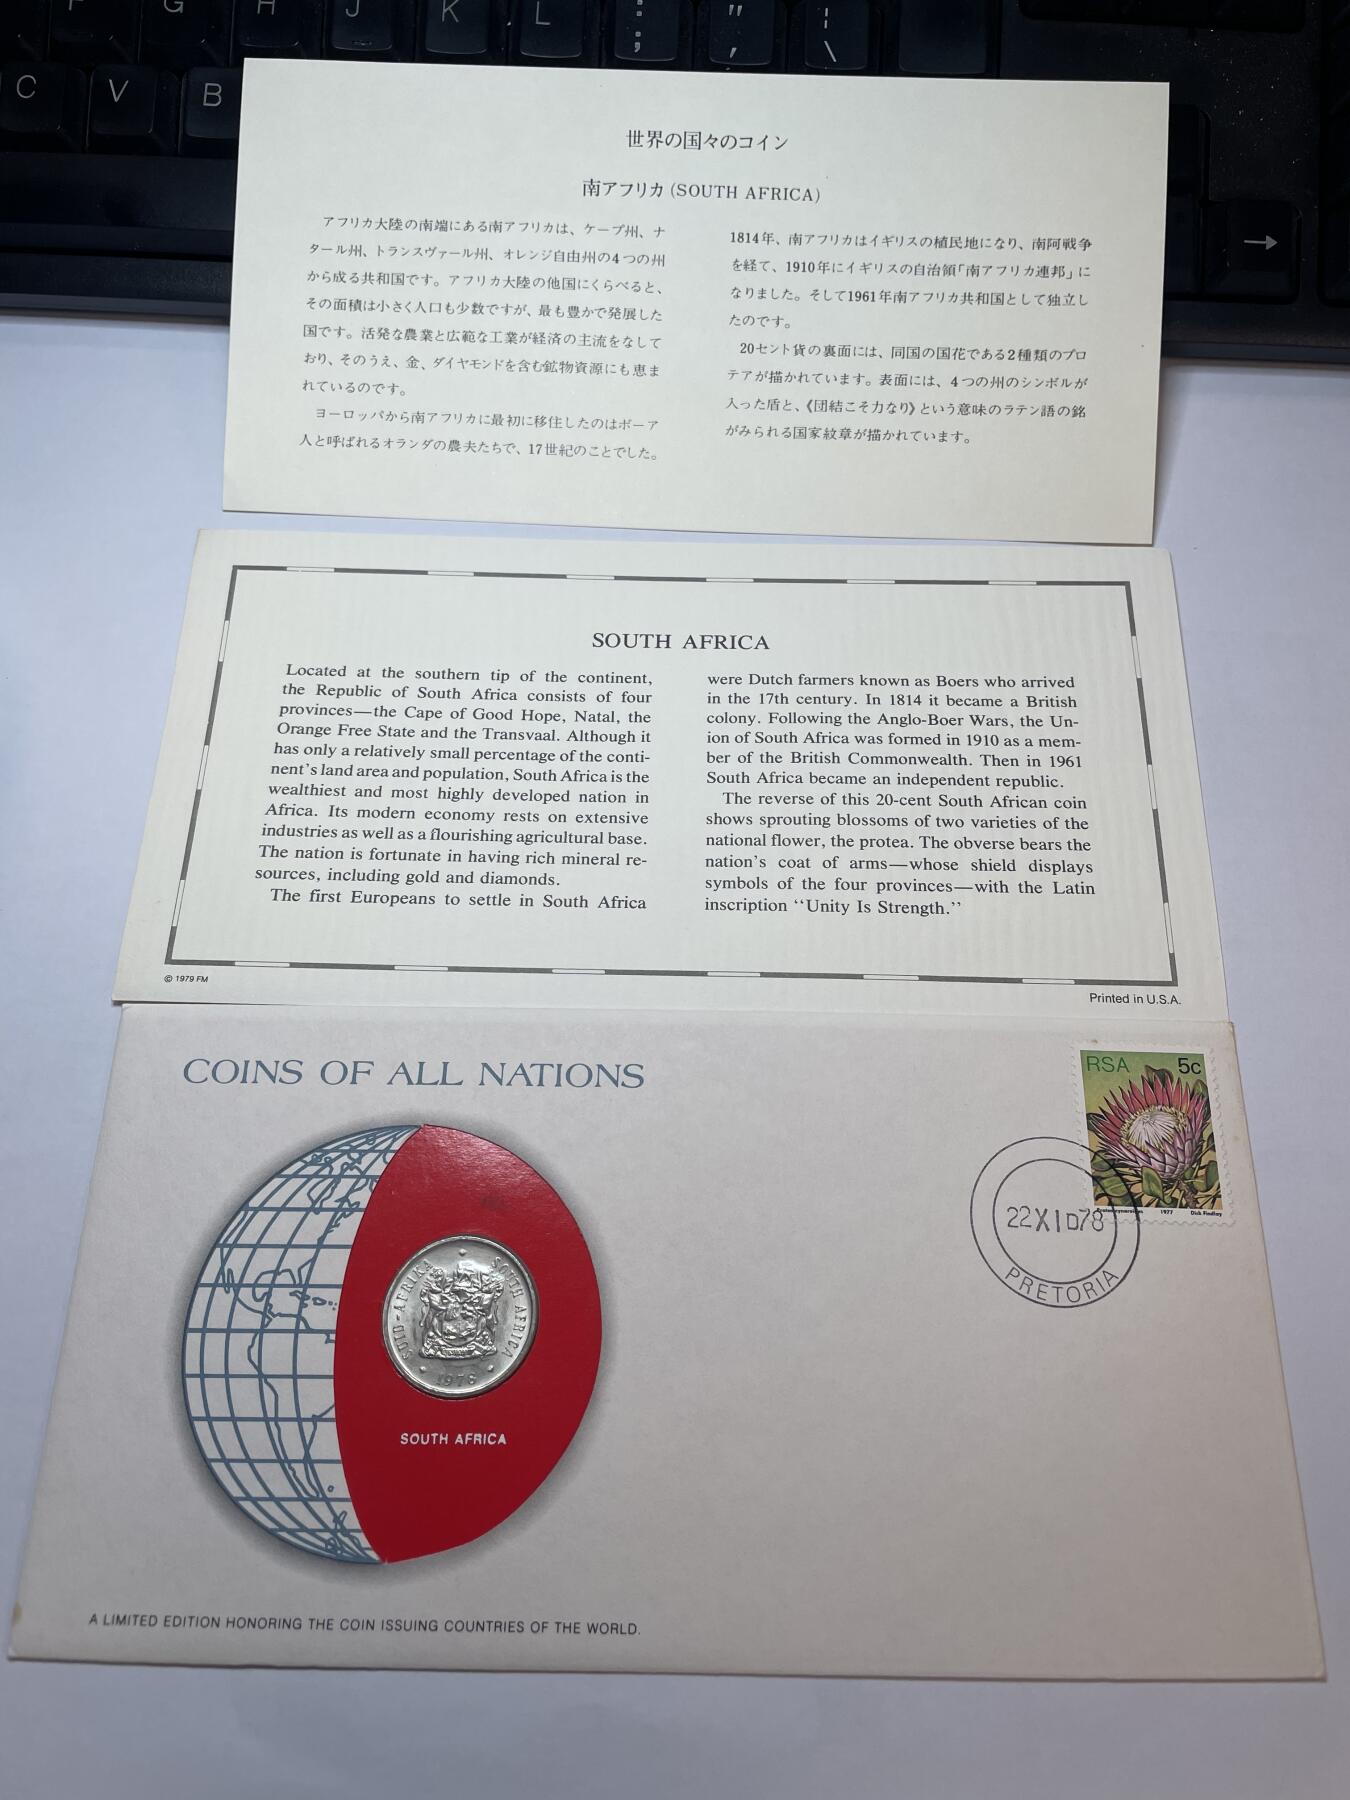 F G H J K L : ; " ' | \
C V B
→
世界の国々のコイン
南アフリカ (SOUTH AFRICA)
アフリカ大陸の南端にある南アフリカは、ケープ州、ナ
タール州、トランスヴァール州、オレンジ自由州の4つの州
から成る共和国です。アフリカ大陸の他国にくらべると、
その面積は小さく人口も少数ですが、最も豊かで発展した
国です。活発な農業と広範な工業が経済の主流をなして
おり、そのうえ、金、ダイヤモンドを含む鉱物資源にも恵ま
れているのです。
ヨーロッパから南アフリカに最初に移住したのはボーア
人と呼ばれるオランダの農夫たちで、17世紀のことでした。
1814年、南アフリカはイギリスの植民地になり、南阿戦争
を経て、1910年にイギリスの自治領「南アフリカ連邦」に
なりました。そして1961年南アフリカ共和国として独立し
たのです。
20セント貨の裏面には、同国の国花である2種類のプロ
テアが描かれています。表面には、4つの州のシンボルが
入った盾と、《団結こそ力なり》という意味のラテン語の銘
がみられる国家紋章が描かれています。
SOUTH AFRICA
Located at the southern tip of the continent,
the Republic of South Africa consists of four
provinces—the Cape of Good Hope, Natal, the
Orange Free State and the Transvaal. Although it
has only a relatively small percentage of the conti-
nent's land area and population, South Africa is the
wealthiest and most highly developed nation in
Africa. Its modern economy rests on extensive
industries as well as a flourishing agricultural base.
The nation is fortunate in having rich mineral re-
sources, including gold and diamonds.
The first Europeans to settle in South Africa
were Dutch farmers known as Boers who arrived
in the 17th century. In 1814 it became a British
colony. Following the Anglo-Boer Wars, the Un-
ion of South Africa was formed in 1910 as a mem-
ber of the British Commonwealth. Then in 1961
South Africa became an independent republic.
The reverse of this 20-cent South African coin
shows sprouting blossoms of two varieties of the
national flower, the protea. The obverse bears the
nation's coat of arms—whose shield displays
symbols of the four provinces—with the Latin
inscription "Unity Is Strength."
© 1979 FM
Printed in U.S.A.
COINS OF ALL NATIONS
RSA 5c
1977 Dick Findlay
22 XI 78
PRETORIA
SUID-AFRIKA SOUTH AFRICA
1978
SOUTH AFRICA
A LIMITED EDITION HONORING THE COIN ISSUING COUNTRIES OF THE WORLD.